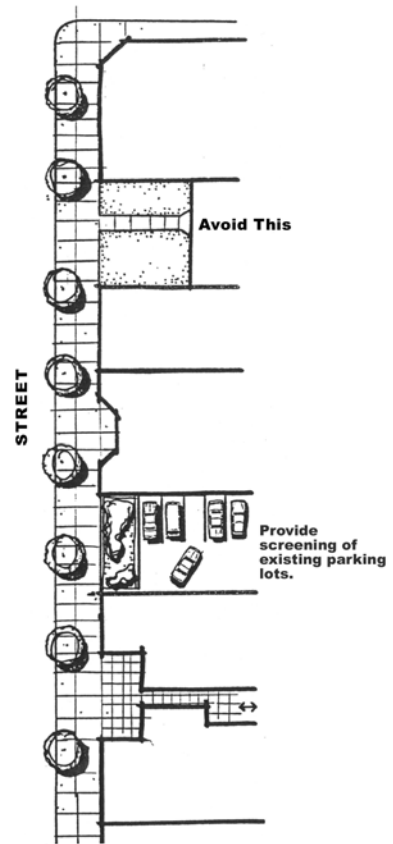 Avoid This
STREET
Provide
screening of
existing parking
lots.